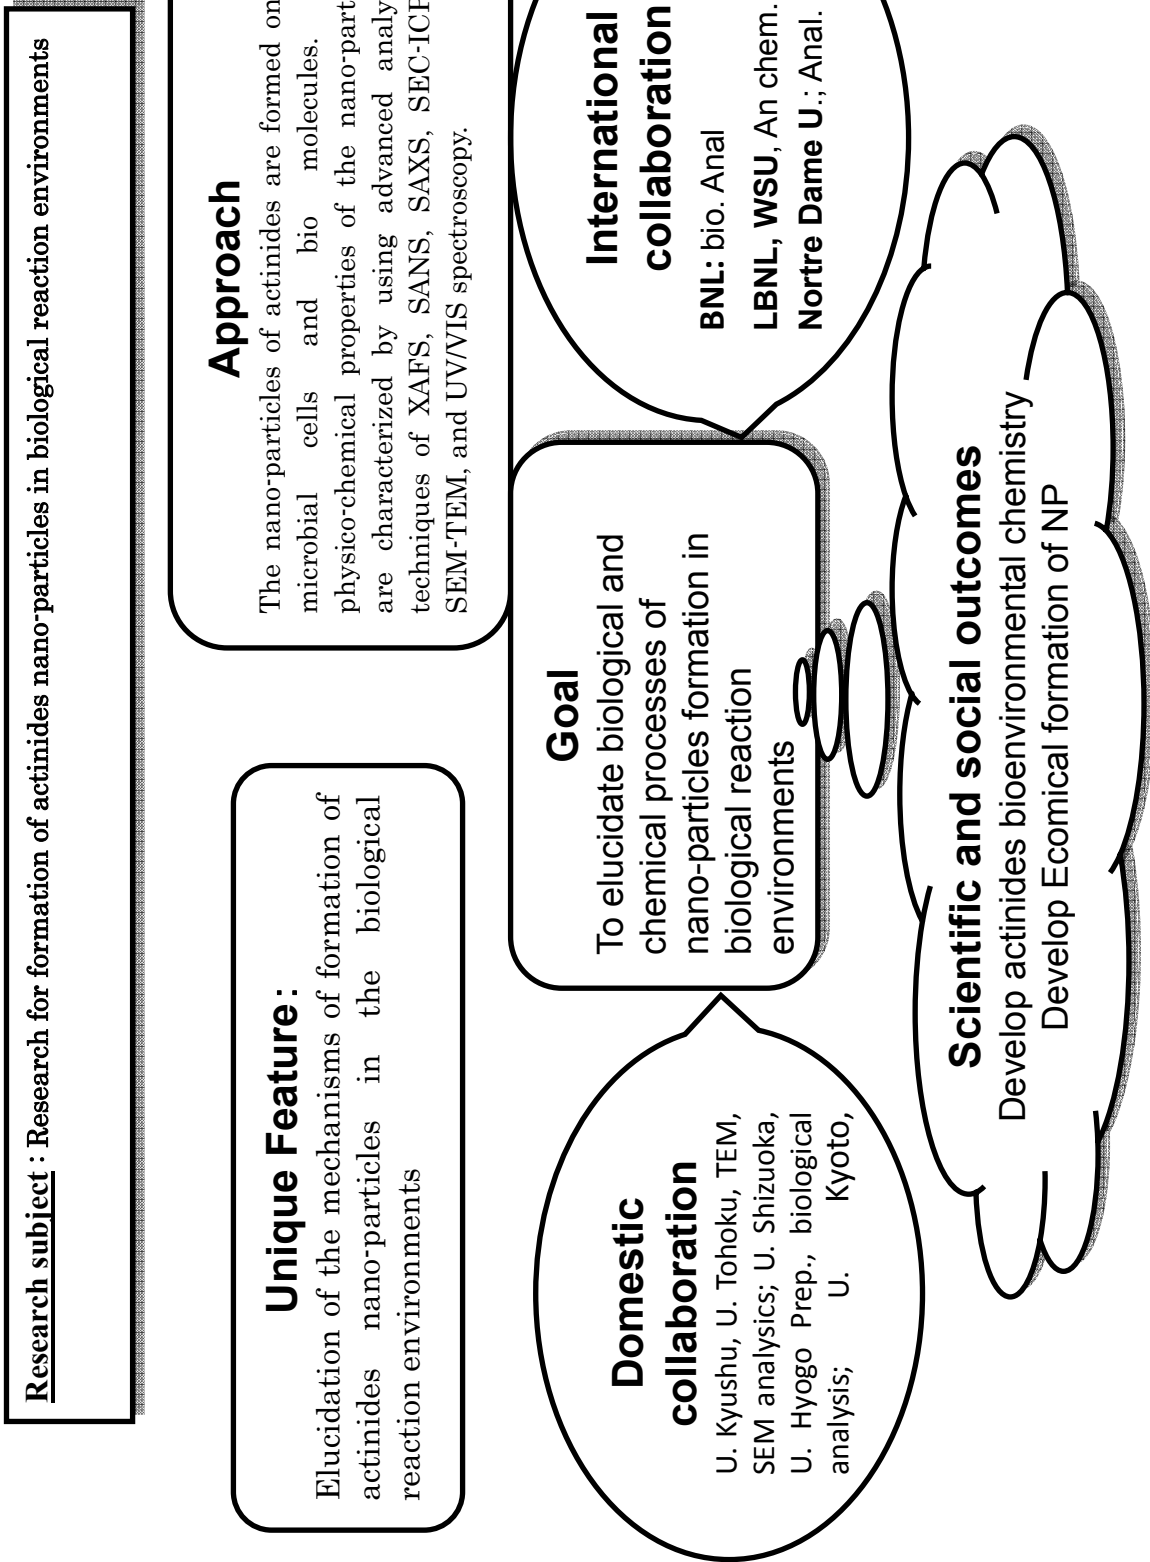 Research subject : Research for formation of actinides nano-particles in biological reaction environments
Unique Feature:
Elucidation of the mechanisms of formation of
actinides nano-particles in the biological
reaction environments
Approach
The nano-particles of actinides are formed on
microbial cells and bio molecules.
physico-chemical properties of the nano-part
are characterized by using advanced analy
techniques of XAFS, SANS, SAXS, SEC-ICP
SEM-TEM, and UV/VIS spectroscopy.
Domestic
collaboration
U. Kyushu, U. Tohoku, TEM,
SEM analysics; U. Shizuoka,
U. Hyogo Prep., biological
analysis; U. Kyoto,
Goal
To elucidate biological and
chemical processes of
nano-particles formation in
biological reaction
environments
International
collaboration
BNL: bio. Anal
LBNL, WSU, An chem.
Nortre Dame U.; Anal.
Scientific and social outcomes
Develop actinides bioenvironmental chemistry
Develop Ecomical formation of NP